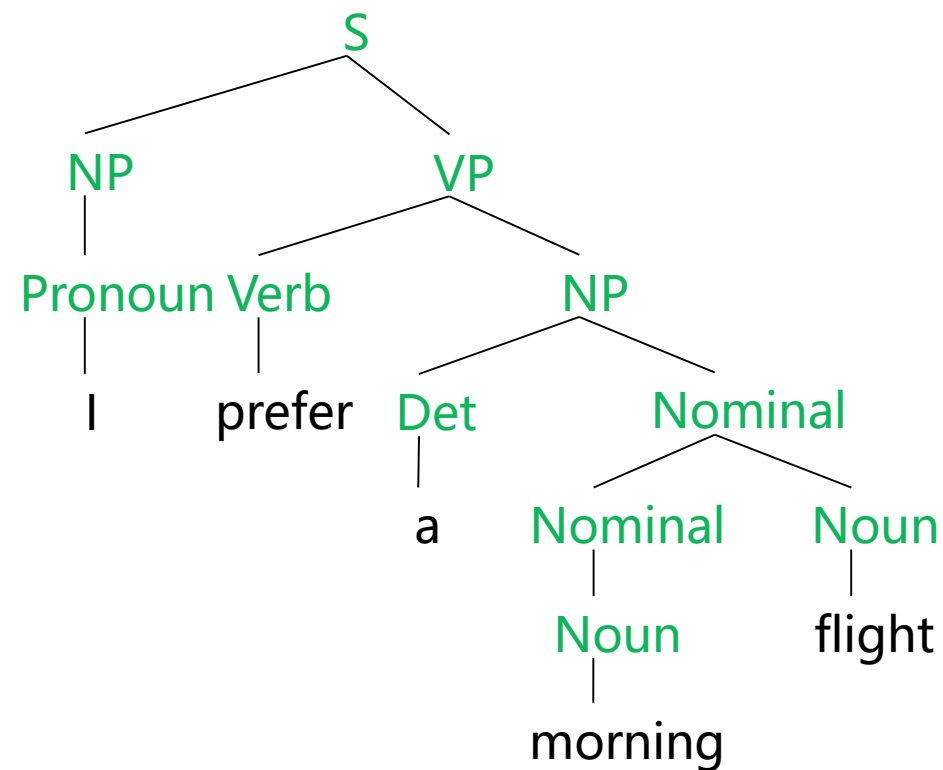 S
NP VP
Pronoun Verb NP
I prefer Det Nominal
a Nominal Noun
Noun flight
morning